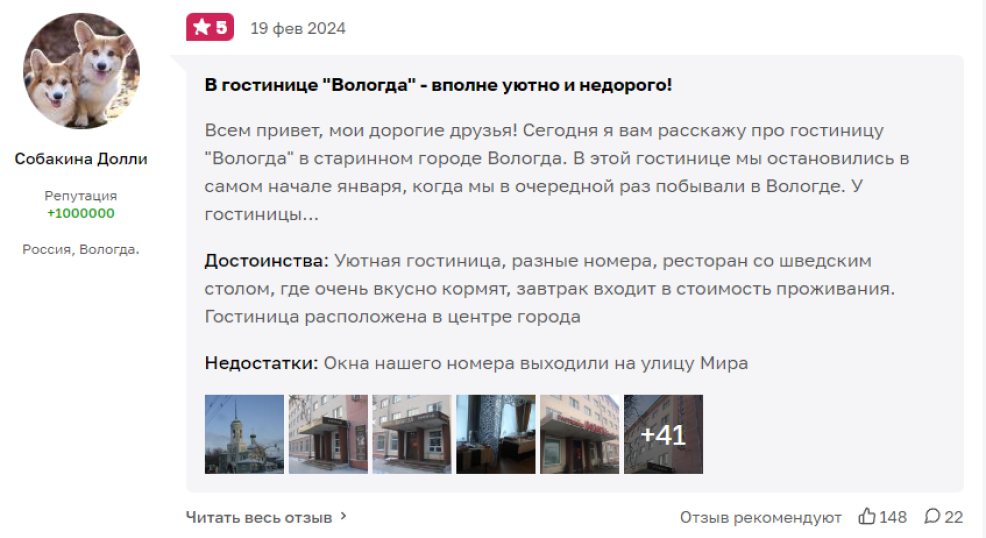 ★ 5 19 фев 2024
В гостинице "Вологда" - вполне уютно и недорого!
Всем привет, мои дорогие друзья! Сегодня я вам расскажу про гостиницу
"Вологда" в старинном городе Вологда. В этой гостинице мы остановились в
самом начале января, когда мы в очередной раз побывали в Вологде. У
гостиницы...
Собакина Долли
Репутация
+1000000
Россия, Вологда.
Достоинства: Уютная гостиница, разные номера, ресторан со шведским
столом, где очень вкусно кормят, завтрак входит в стоимость проживания.
Гостиница расположена в центре города
Недостатки: Окна нашего номера выходили на улицу Мира
+41
Читать весь отзыв ›
Отзыв рекомендуют 148 22